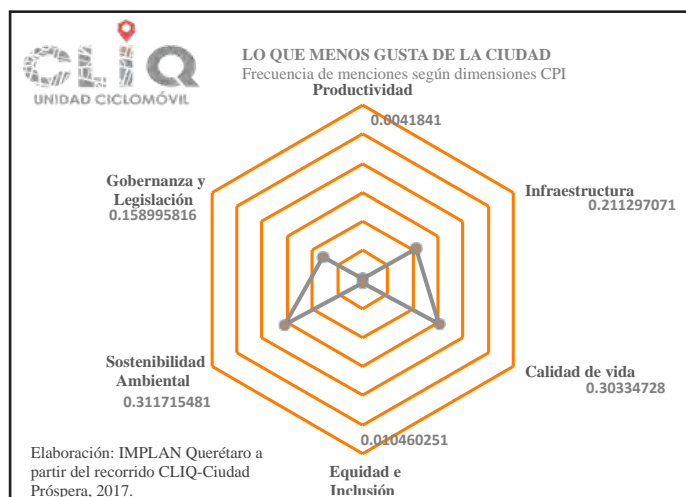 CLIQ
UNIDAD CICLOMÓVIL
LO QUE MENOS GUSTA DE LA CIUDAD
Frecuencia de menciones según dimensiones CPI
Productividad
0.0041841
Gobernanza y
Legislación
0.158995816
Infraestructura
0.211297071
Sostenibilidad
Ambiental
0.311715481
Calidad de vida
0.30334728
0.010460251
Equidad e
Inclusión
Elaboración: IMPLAN Querétaro a
partir del recorrido CLIQ-Ciudad
Próspera, 2017.